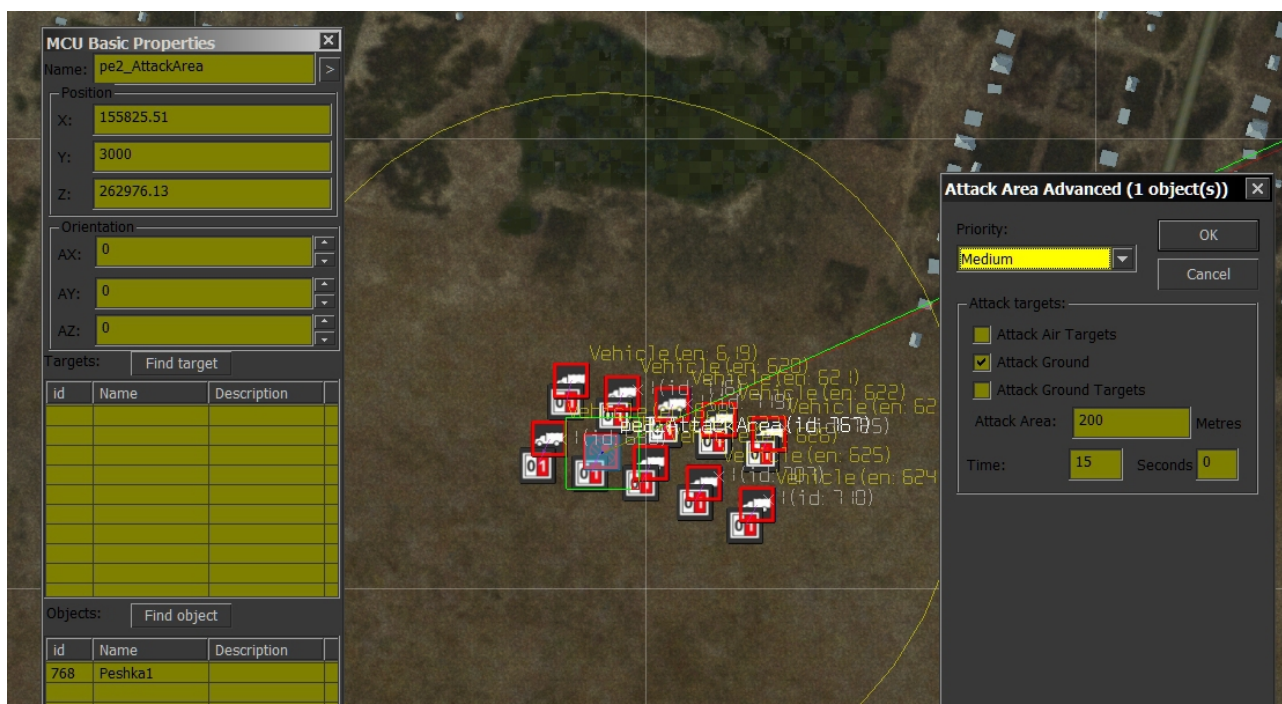 MCU Basic Properties
Name: pe2_AttackArea >
Position
X: 155825.51
Y: 3000
Z: 262976.13
Orientation
AX: 0
AY: 0
AZ: 0
Targets: Find target
id Name Description
Objects: Find object
id Name Description
768 Peshka1
Vehicle (en: 619)
Vehicle (en: 620)
Vehicle (en: 621)
Vehicle (en: 622)
Vehicle (en: 62
pe2_AttackArea (id: 767)
625)
Vehicle (en: 624
x1 (id: 710)
Attack Area Advanced (1 object(s))
Priority:
Medium
OK
Cancel
Attack targets:
Attack Air Targets
Attack Ground
Attack Ground Targets
Attack Area: 200 Metres
Time: 15 Seconds 0